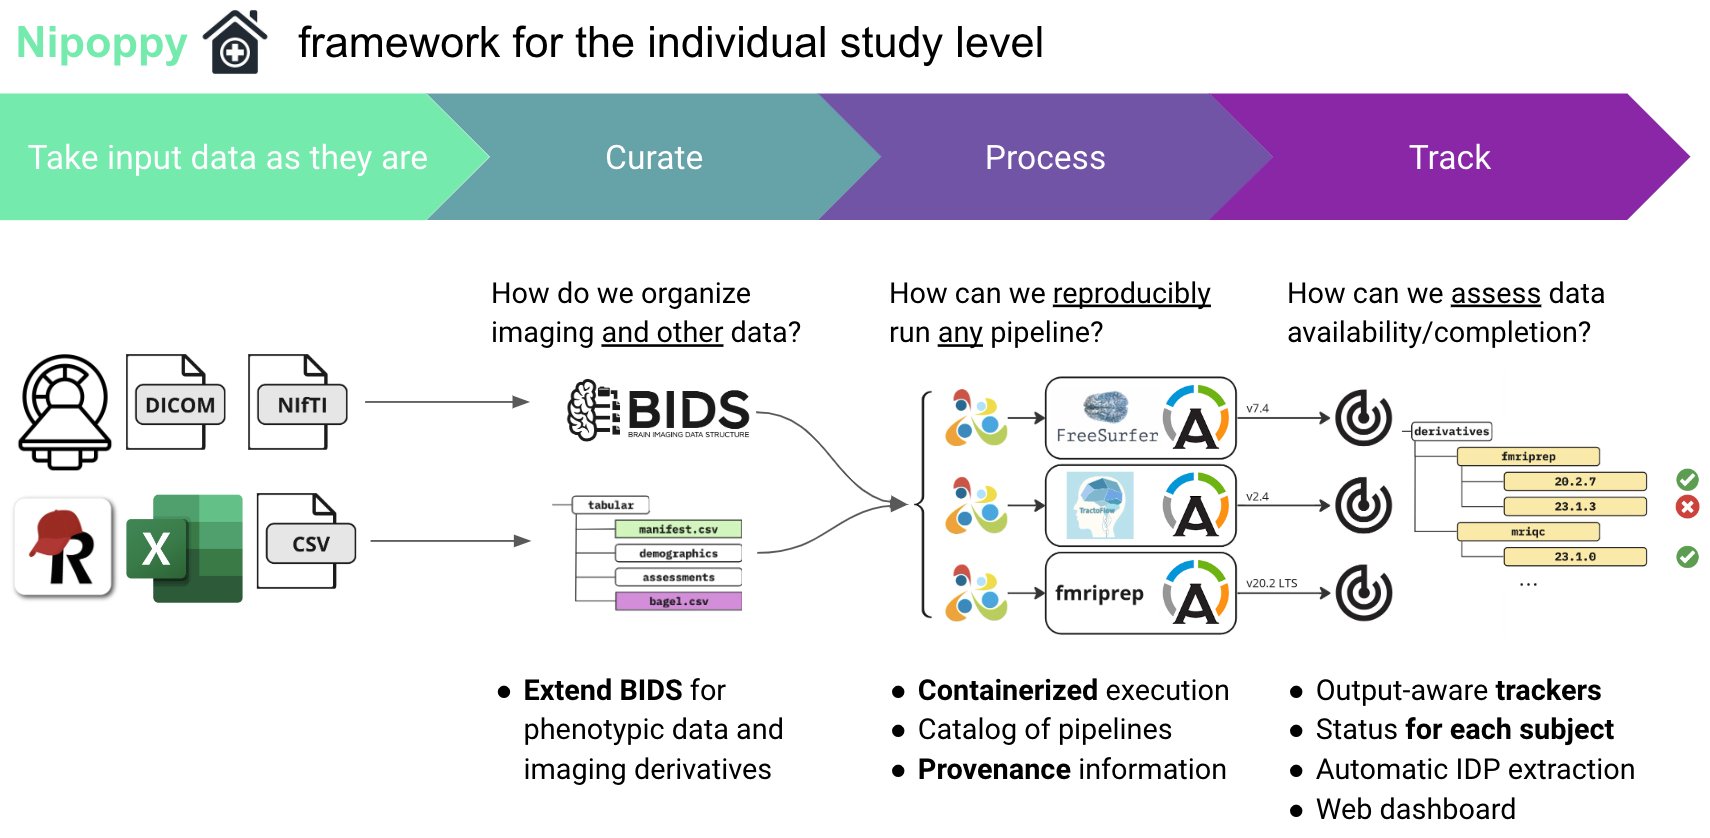 Nipoppy framework for the individual study level
Take input data as they are
Curate
Process
Track
How do we organize
imaging and other data?
How can we reproducibly
run any pipeline?
How can we assess data
availability/completion?
DICOM
NIfTI
R
X
CSV
BIDS
BRAIN IMAGING DATA STRUCTURE
tabular
manifest.csv
demographics
assessments
bagel.csv
FreeSurfer
A
v7.4
TractoFlow
A
v2.4
fmriprep
A
v20.2 LTS
derivatives
fmriprep
20.2.7
23.1.3
mriqc
23.1.0
...
● Extend BIDS for
phenotypic data and
imaging derivatives
● Containerized execution
● Catalog of pipelines
● Provenance information
● Output-aware trackers
● Status for each subject
● Automatic IDP extraction
● Web dashboard